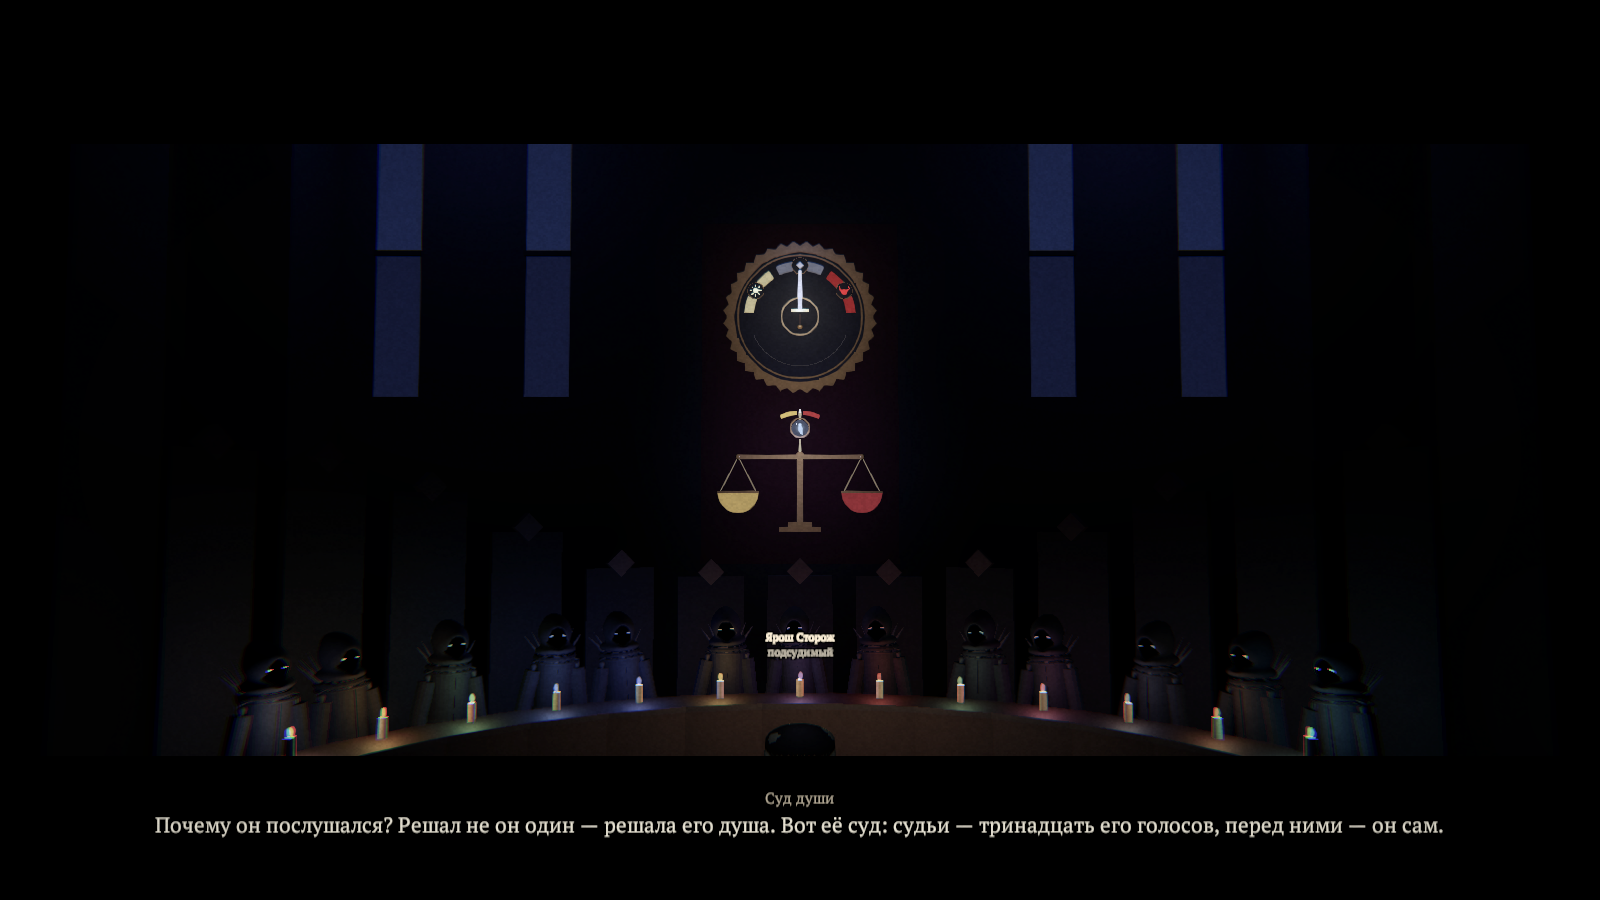 Ярош Сторож
подсудимый
Суд души
Почему он послушался? Решал не он один — решала его душа. Вот её суд: судьи — тринадцать его голосов, перед ними — он сам.